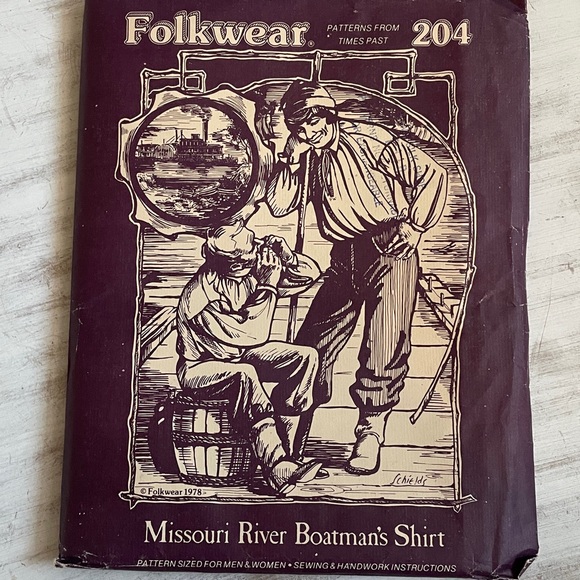 Folkwear® PATTERNS FROM 204
TIMES PAST
Schields
© Folkwear 1978
Missouri River Boatman's Shirt
PATTERN SIZED FOR MEN & WOMEN • SEWING & HANDWORK INSTRUCTIONS